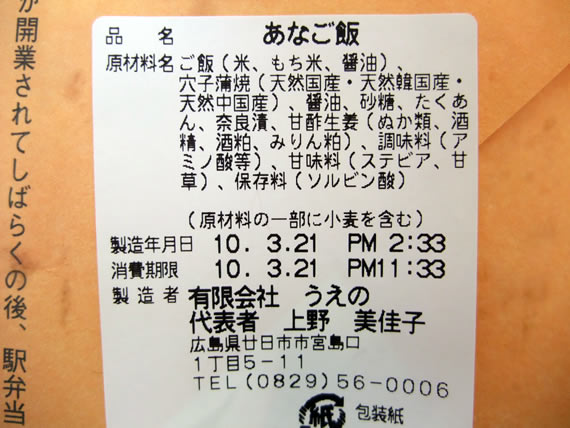 が開業されてしばらくの後、駅弁当
品名 あなご飯
原材料名 ご飯（米、もち米、醤油）、
穴子蒲焼（天然国産・天然韓国産・
天然中国産）、醤油、砂糖、たくあ
ん、奈良漬、甘酢生姜（ぬか類、酒
精、酒粕、みりん粕）、調味料（ア
ミノ酸等）、甘味料（ステビア、甘
草）、保存料（ソルビン酸）
（原材料の一部に小麦を含む）
製造年月日 10. 3.21 PM 2:33
消費期限 10. 3.21 PM11:33
製造者 有限会社 うえの
代表者 上野 美佳子
広島県廿日市市宮島口
1丁目5-11
TEL(0829)56-0006
紙 包装紙